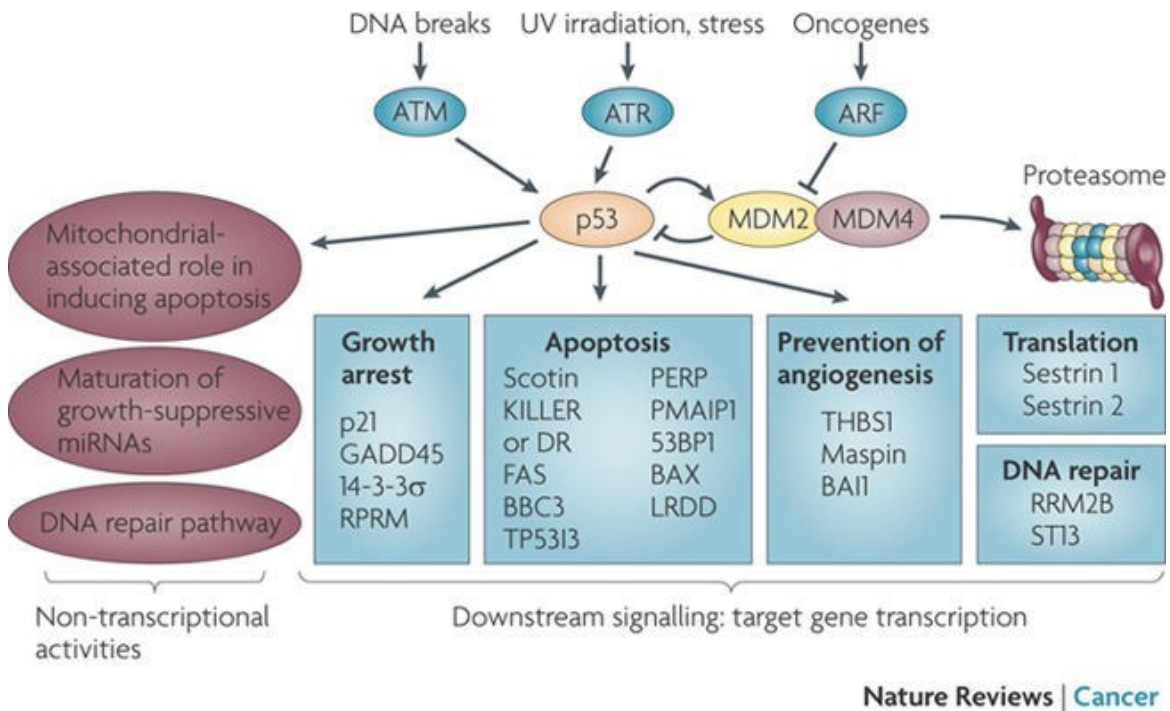 DNA breaks
UV irradiation, stress
Oncogenes
ATM
ATR
ARF
p53
MDM2
MDM4
Proteasome
Mitochondrial-
associated role in
inducing apoptosis
Maturation of
growth-suppressive
miRNAs
DNA repair pathway
Non-transcriptional
activities
Growth
arrest
p21
GADD45
14-3-3σ
RPRM
Apoptosis
Scotin
KILLER
or DR
FAS
BBC3
TP53I3
PERP
PMAIP1
53BP1
BAX
LRDD
Prevention of
angiogenesis
THBS1
Maspin
BAI1
Translation
Sestrin 1
Sestrin 2
DNA repair
RRM2B
ST13
Downstream signalling: target gene transcription
Nature Reviews | Cancer